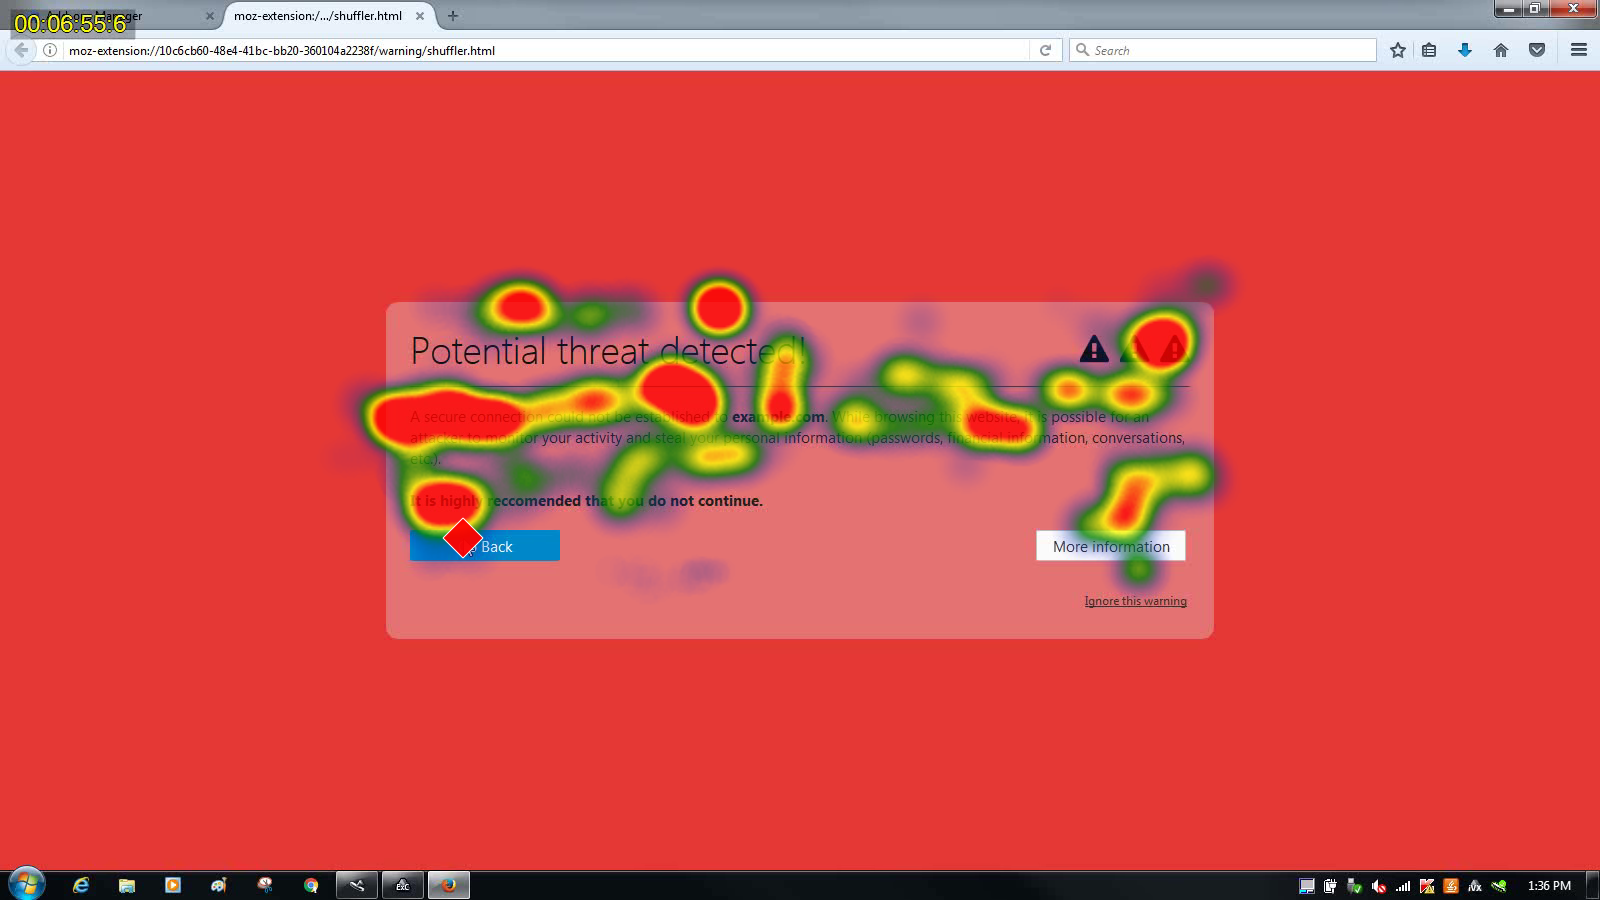 00:06:55.6
moz-extension:/.../shuffler.html
moz-extension://10c6cb60-48e4-41bc-bb20-360104a2238f/warning/shuffler.html
Search
Potential threat detected!
A secure connection could not be established to example.com. While browsing this website, it is possible for an
attacker to monitor your activity and steal your personal information (passwords, financial information, conversations,
etc.).
It is highly reccomended that you do not continue.
Back
More information
Ignore this warning
EXC
1:36 PM